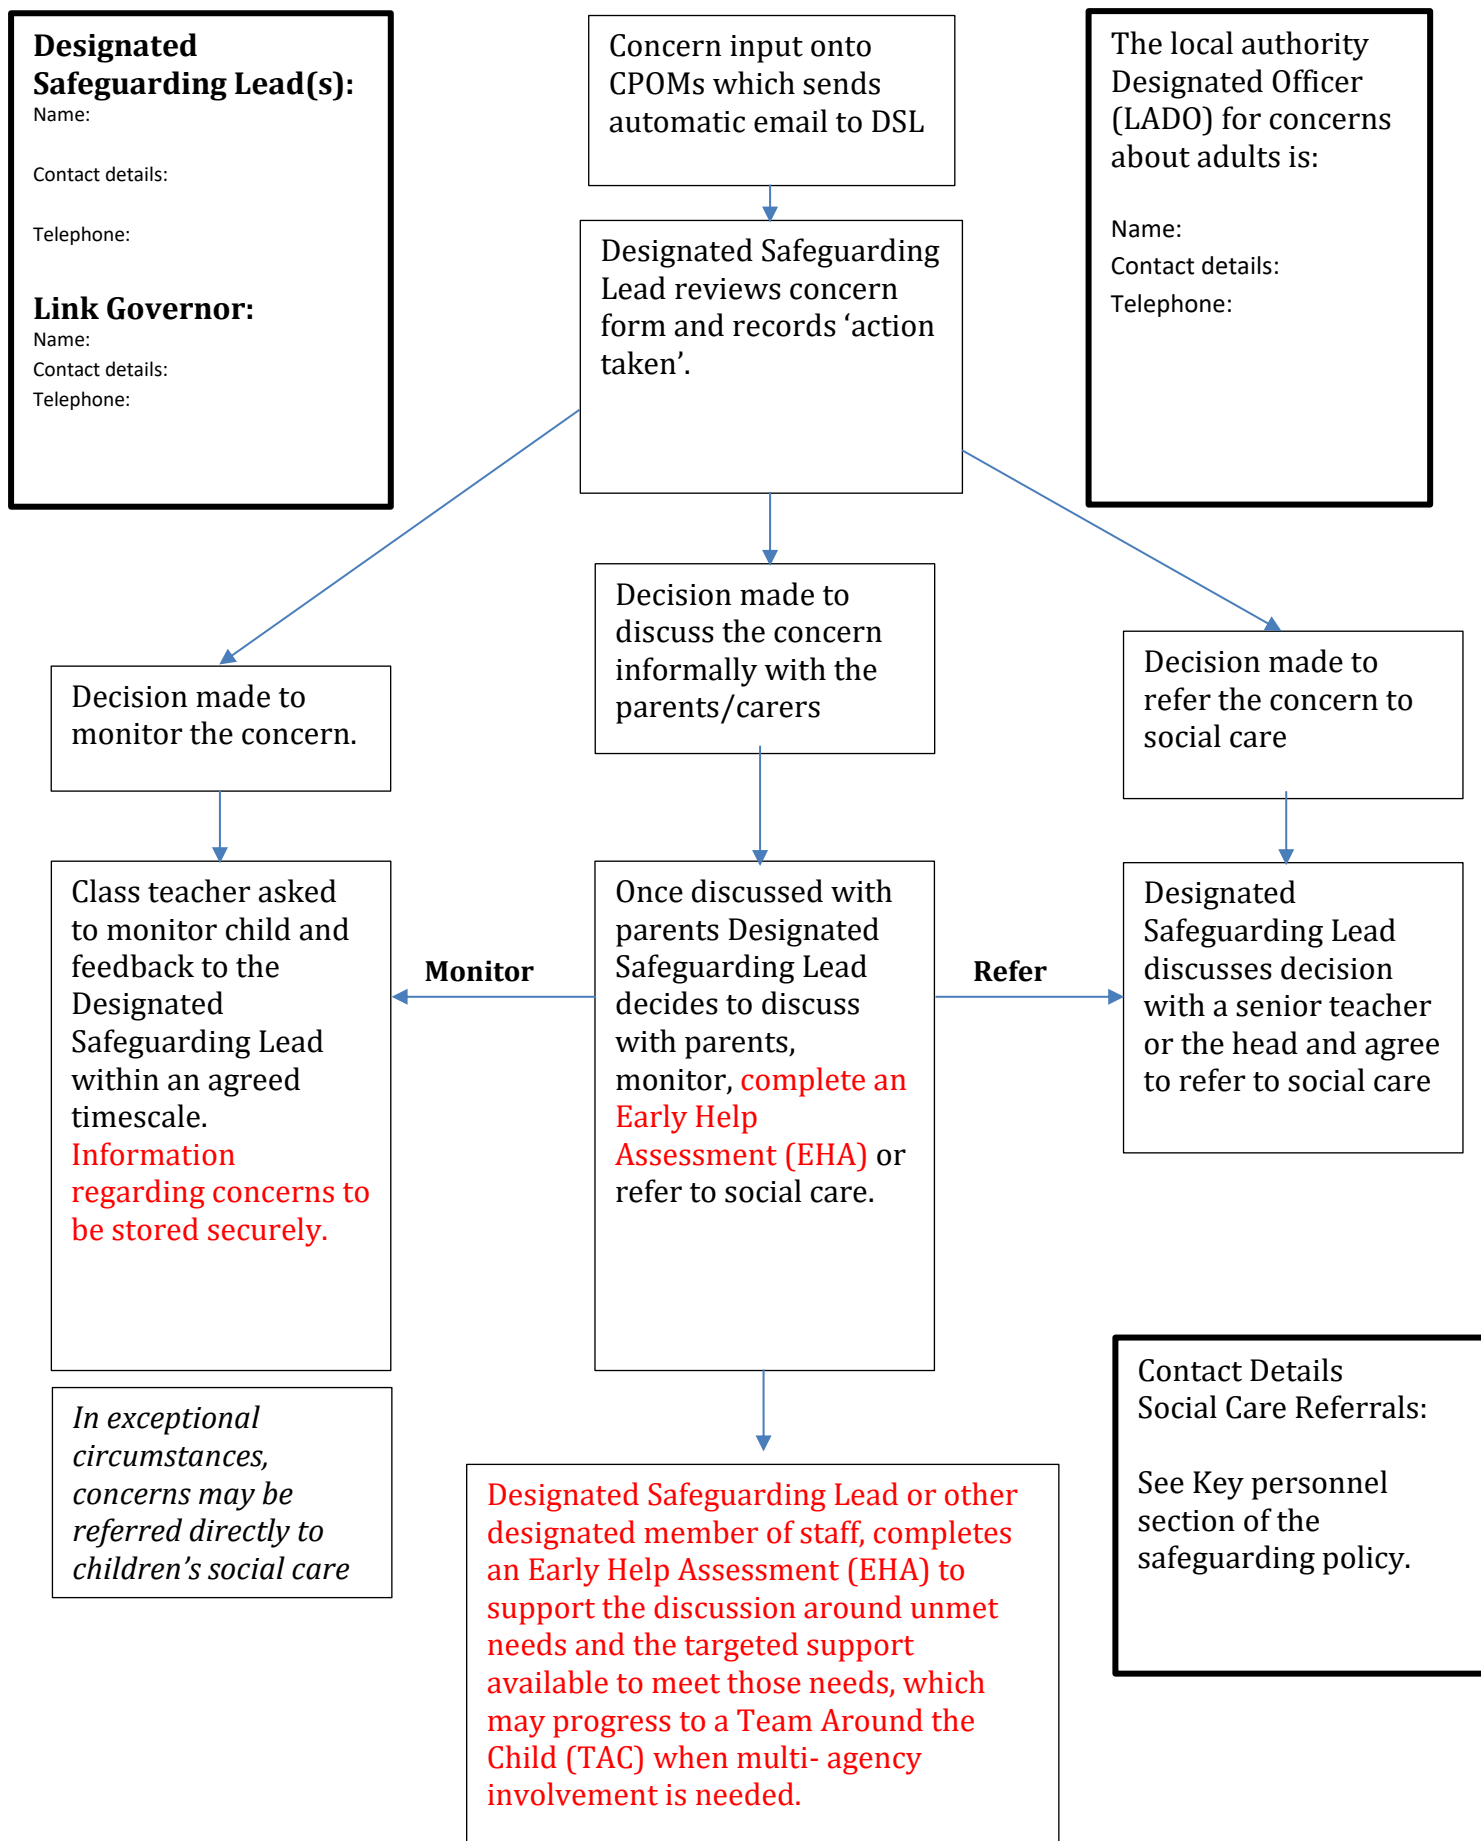 Designated
Safeguarding Lead(s):
Name:
Contact details:
Telephone:
Link Governor:
Name:
Contact details:
Telephone:
Concern input onto
CPOMs which sends
automatic email to DSL
The local authority
Designated Officer
(LADO) for concerns
about adults is:
Name:
Contact details:
Telephone:
Designated Safeguarding
Lead reviews concern
form and records ‘action
taken’.
Decision made to
monitor the concern.
Decision made to
discuss the concern
informally with the
parents/carers
Decision made to
refer the concern to
social care
Class teacher asked
to monitor child and
feedback to the
Designated
Safeguarding Lead
within an agreed
timescale.
Information
regarding concerns to
be stored securely.
Monitor
Once discussed with
parents Designated
Safeguarding Lead
decides to discuss
with parents,
monitor, complete an
Early Help
Assessment (EHA) or
refer to social care.
Refer
Designated
Safeguarding Lead
discusses decision
with a senior teacher
or the head and agree
to refer to social care
In exceptional
circumstances,
concerns may be
referred directly to
children’s social care
Designated Safeguarding Lead or other
designated member of staff, completes
an Early Help Assessment (EHA) to
support the discussion around unmet
needs and the targeted support
available to meet those needs, which
may progress to a Team Around the
Child (TAC) when multi- agency
involvement is needed.
Contact Details
Social Care Referrals:
See Key personnel
section of the
safeguarding policy.